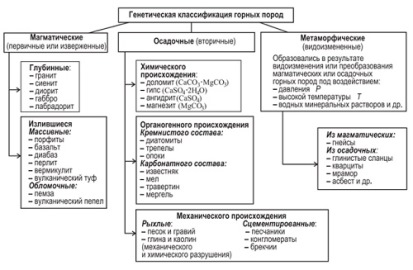 Генетическая классификация горных пород
Магматические
(первичные или изверженные)
Осадочные (вторичные)
Метаморфические
(видоизмененные)
Образовались в результате
видоизменения или преобразования
магматических или осадочных
горных пород под воздействием:
– давления P
– высокой температуры T
– водных минеральных растворов и др.
Глубинные:
– гранит
– сиенит
– диорит
– габбро
– лабрадорит
Химического
происхождения:
– доломит (CaCO3·MgCO3)
– гипс (CaSO4·2H2O)
– ангидрит (CaSO4)
– магнезит (MgCO3)
Излившиеся
Массивные:
– порфиты
– базальт
– диабаз
– перлит
– вермикулит
– вулканический туф
Обломочные:
– пемза
– вулканический пепел
Органогенного происхождения
Кремнистого состава:
– диатомиты
– трепелы
– опоки
Карбонатного состава:
– известняк
– мел
– травертин
– мергель
Из магматических:
– гнейсы
Из осадочных:
– глинистые сланцы
– кварциты
– мрамор
– асбест и др.
Механического происхождения
Рыхлые:
– песок и гравий
– глина и каолин
(механического
и химического разрушения)
Сцементированные:
– песчаники
– конгломераты
– брекчии